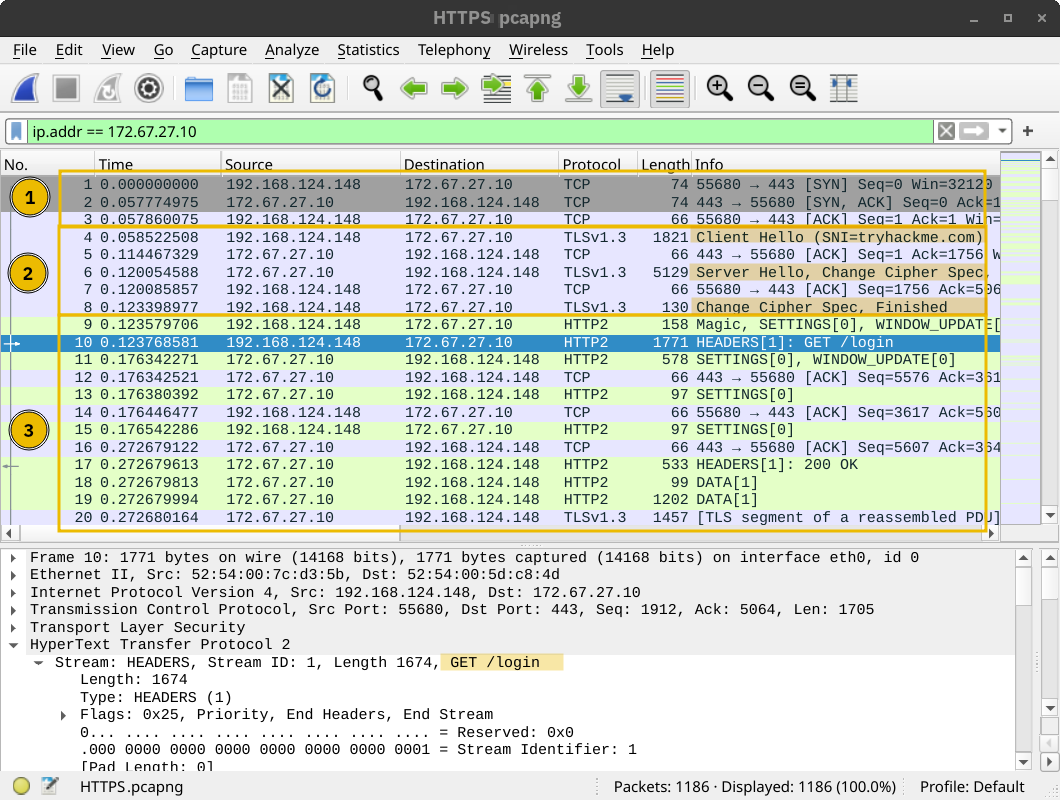 HTTPS pcapng
File Edit View Go Capture Analyze Statistics Telephony Wireless Tools Help
ip.addr == 172.67.27.10
No. Time Source Destination Protocol Length Info
1
1 0.000000000 192.168.124.148 172.67.27.10 TCP 74 55680 → 443 [SYN] Seq=0 Win=32120
2 0.057774975 172.67.27.10 192.168.124.148 TCP 74 443 → 55680 [SYN, ACK] Seq=0 Ack=1
3 0.057860075 192.168.124.148 172.67.27.10 TCP 66 55680 → 443 [ACK] Seq=1 Ack=1 Win=
2
4 0.058522508 192.168.124.148 172.67.27.10 TLSv1.3 1821 Client Hello (SNI=tryhackme.com)
5 0.114467329 172.67.27.10 192.168.124.148 TCP 66 443 → 55680 [ACK] Seq=1 Ack=1756 W
6 0.120054588 172.67.27.10 192.168.124.148 TLSv1.3 5129 Server Hello, Change Cipher Spec,
7 0.120085857 192.168.124.148 172.67.27.10 TCP 66 55680 → 443 [ACK] Seq=1756 Ack=506
8 0.123398977 192.168.124.148 172.67.27.10 TLSv1.3 130 Change Cipher Spec, Finished
3
9 0.123579706 192.168.124.148 172.67.27.10 HTTP2 158 Magic, SETTINGS[0], WINDOW_UPDATE[
10 0.123768581 192.168.124.148 172.67.27.10 HTTP2 1771 HEADERS[1]: GET /login
11 0.176342271 172.67.27.10 192.168.124.148 HTTP2 578 SETTINGS[0], WINDOW_UPDATE[0]
12 0.176342521 172.67.27.10 192.168.124.148 TCP 66 443 → 55680 [ACK] Seq=5576 Ack=361
13 0.176380392 172.67.27.10 192.168.124.148 HTTP2 97 SETTINGS[0]
14 0.176446477 192.168.124.148 172.67.27.10 TCP 66 55680 → 443 [ACK] Seq=3617 Ack=560
15 0.176542286 192.168.124.148 172.67.27.10 HTTP2 97 SETTINGS[0]
16 0.272679122 172.67.27.10 192.168.124.148 TCP 66 443 → 55680 [ACK] Seq=5607 Ack=364
17 0.272679613 172.67.27.10 192.168.124.148 HTTP2 533 HEADERS[1]: 200 OK
18 0.272679813 172.67.27.10 192.168.124.148 HTTP2 99 DATA[1]
19 0.272679994 172.67.27.10 192.168.124.148 HTTP2 1202 DATA[1]
20 0.272680164 172.67.27.10 192.168.124.148 TLSv1.3 1457 [TLS segment of a reassembled PDU]
Frame 10: 1771 bytes on wire (14168 bits), 1771 bytes captured (14168 bits) on interface eth0, id 0
Ethernet II, Src: 52:54:00:7c:d3:5b, Dst: 52:54:00:5d:c8:4d
Internet Protocol Version 4, Src: 192.168.124.148, Dst: 172.67.27.10
Transmission Control Protocol, Src Port: 55680, Dst Port: 443, Seq: 1912, Ack: 5064, Len: 1705
Transport Layer Security
HyperText Transfer Protocol 2
Stream: HEADERS, Stream ID: 1, Length 1674, GET /login
Length: 1674
Type: HEADERS (1)
Flags: 0x25, Priority, End Headers, End Stream
0... .... .... .... .... .... .... .... = Reserved: 0x0
.000 0000 0000 0000 0000 0000 0000 0001 = Stream Identifier: 1
[Pad Length: 0]
HTTPS.pcapng Packets: 1186 · Displayed: 1186 (100.0%) Profile: Default